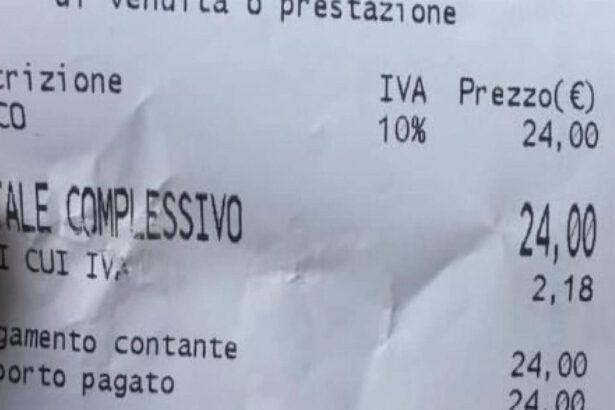 di vendita o prestazione
crizione IVA Prezzo(€)
CO 10% 24,00
TALE COMPLESSIVO 24,00
I CUI IVA 2,18
gamento contante 24,00
porto pagato 24,00